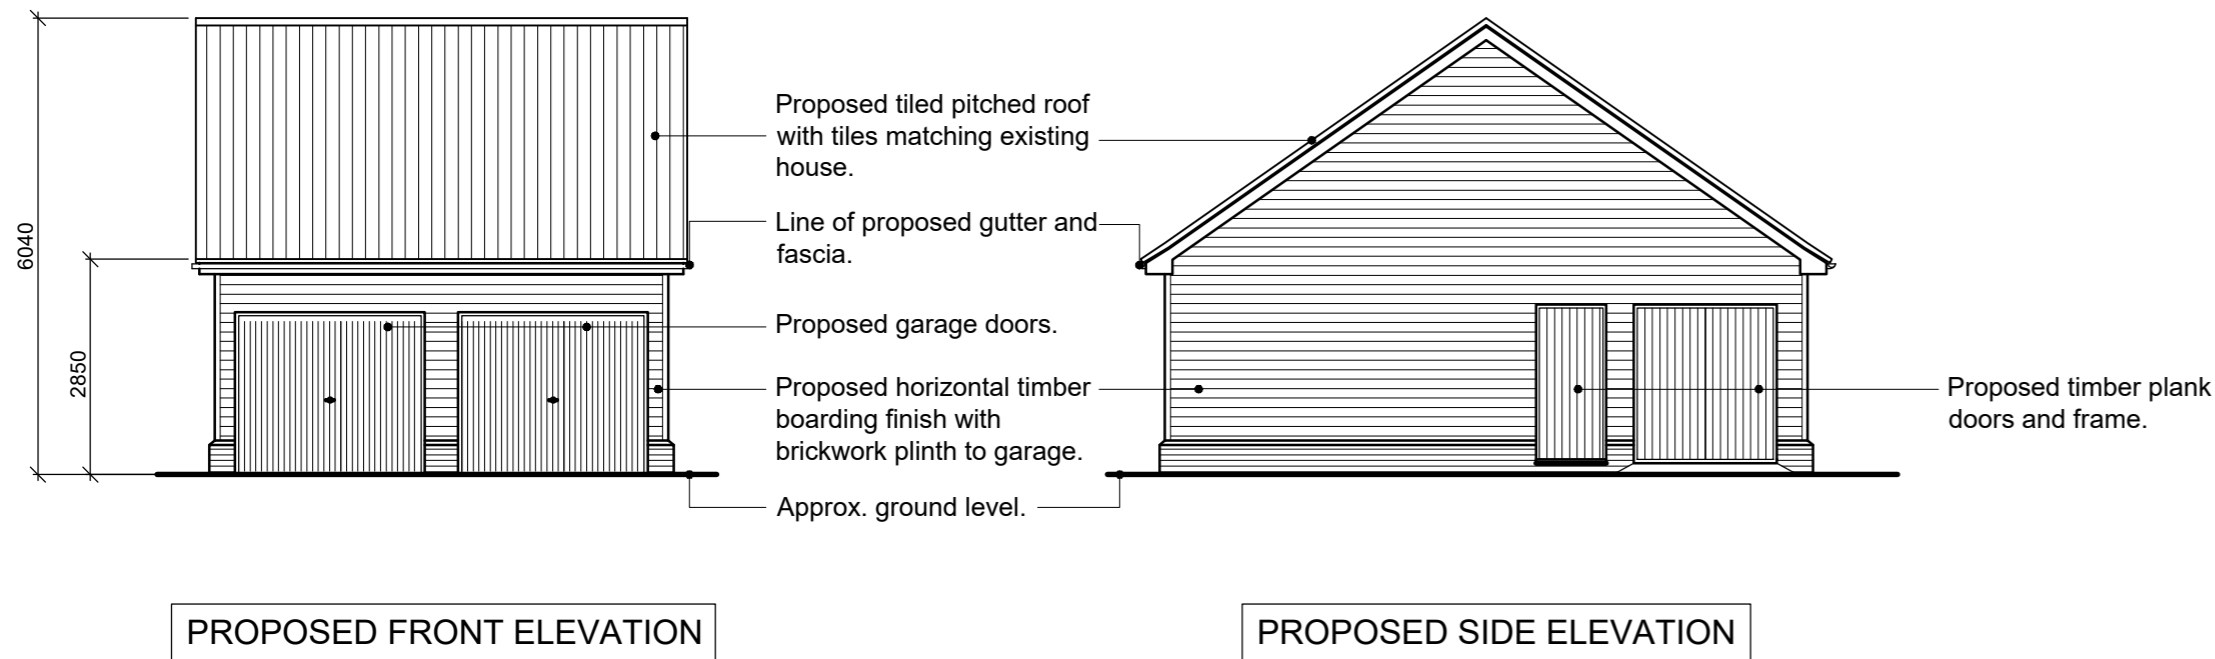 6040
2850
Proposed tiled pitched roof
with tiles matching existing
house.
Line of proposed gutter and
fascia.
Proposed garage doors.
Proposed horizontal timber
boarding finish with
brickwork plinth to garage.
Approx. ground level.
Proposed timber plank
doors and frame.
PROPOSED FRONT ELEVATION
PROPOSED SIDE ELEVATION